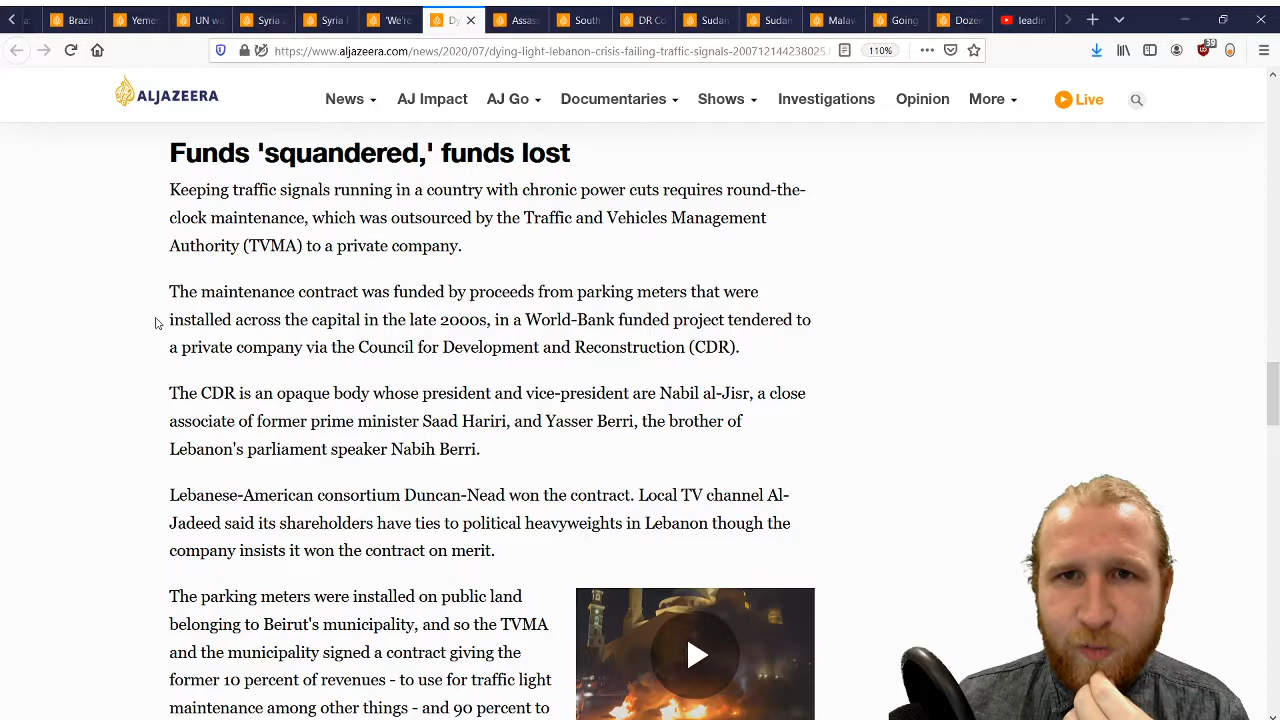 Brazil
Yemen
UN wa
Syria a
Syria l
'We're
Dy
Assass
South
DR Co
Sudan
Sudan
Malaw
Going
Dozen
leadin
https://www.aljazeera.com/news/2020/07/dying-light-lebanon-crisis-failing-traffic-signals-200712144238025.
110%
39
ALJAZEERA
News
AJ Impact
AJ Go
Documentaries
Shows
Investigations
Opinion
More
Live
Funds 'squandered,' funds lost
Keeping traffic signals running in a country with chronic power cuts requires round-the-
clock maintenance, which was outsourced by the Traffic and Vehicles Management
Authority (TVMA) to a private company.
The maintenance contract was funded by proceeds from parking meters that were
installed across the capital in the late 2000s, in a World-Bank funded project tendered to
a private company via the Council for Development and Reconstruction (CDR).
The CDR is an opaque body whose president and vice-president are Nabil al-Jisr, a close
associate of former prime minister Saad Hariri, and Yasser Berri, the brother of
Lebanon's parliament speaker Nabih Berri.
Lebanese-American consortium Duncan-Nead won the contract. Local TV channel Al-
Jadeed said its shareholders have ties to political heavyweights in Lebanon though the
company insists it won the contract on merit.
The parking meters were installed on public land
belonging to Beirut's municipality, and so the TVMA
and the municipality signed a contract giving the
former 10 percent of revenues - to use for traffic light
maintenance among other things - and 90 percent to